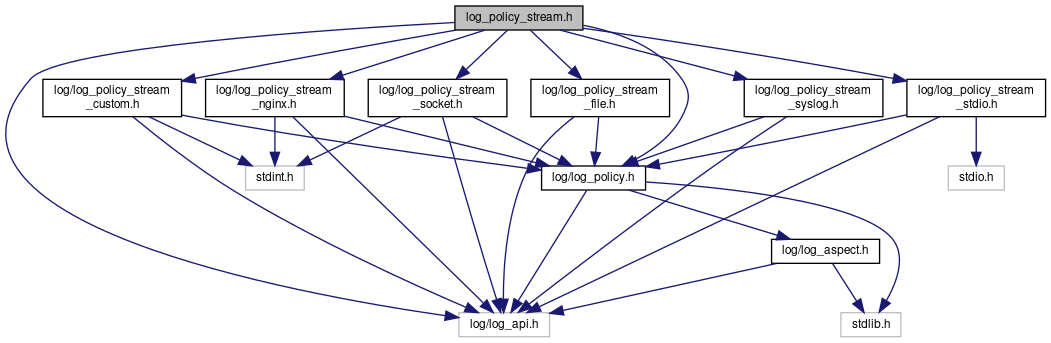 log_policy_stream.h
log/log_policy_stream
_custom.h
log/log_policy_stream
_nginx.h
log/log_policy_stream
_socket.h
log/log_policy_stream
_file.h
log/log_policy_stream
_syslog.h
log/log_policy_stream
_stdio.h
stdint.h
log/log_policy.h
stdio.h
log/log_aspect.h
log/log_api.h
stdlib.h